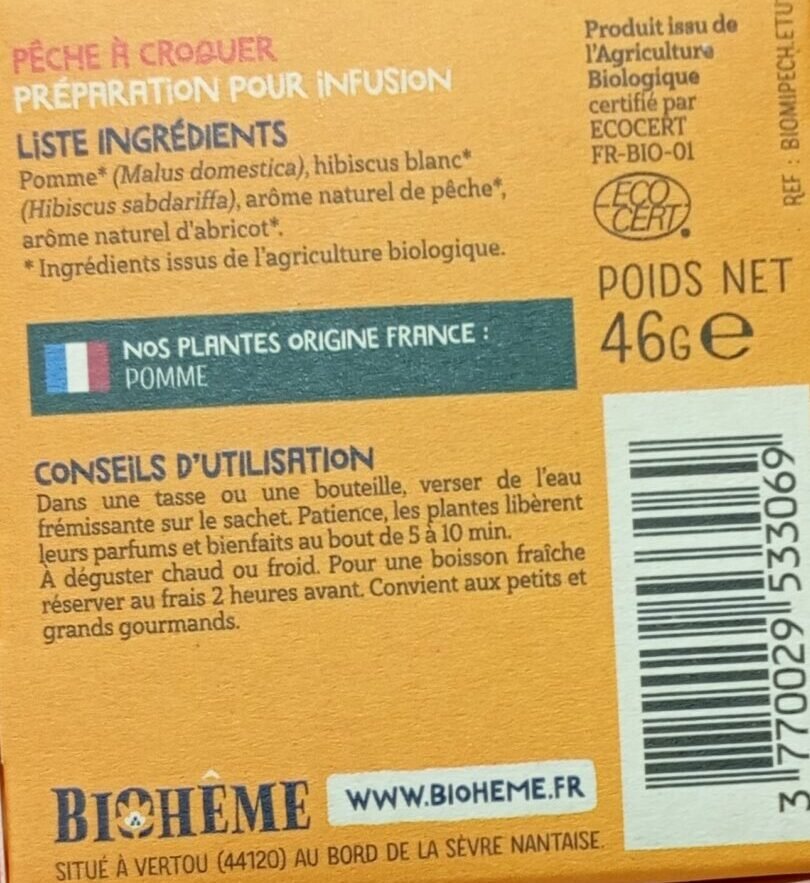 PÊCHE À CROQUER
PRÉPARATION POUR INFUSION
LISTE INGRÉDIENTS
Pomme* (Malus domestica), hibiscus blanc*
(Hibiscus sabdariffa), arôme naturel de pêche*,
arôme naturel d'abricot*.
* Ingrédients issus de l'agriculture biologique.
NOS PLANTES ORIGINE FRANCE :
POMME
CONSEILS D'UTILISATION
Dans une tasse ou une bouteille, verser de l'eau
frémissante sur le sachet. Patience, les plantes libèrent
leurs parfums et bienfaits au bout de 5 à 10 min.
À déguster chaud ou froid. Pour une boisson fraîche
réserver au frais 2 heures avant. Convient aux petits et
grands gourmands.
BIOHÊME
WWW.BIOHEME.FR
SITUÉ À VERTOU (44120) AU BORD DE LA SÈVRE NANTAISE.
Produit issu de
l'Agriculture
Biologique
certifié par
ECOCERT
FR-BIO-01
ECO
CERT
POIDS NET
46G e
REF : BIOMIPECH.ETU
3 770029 533069